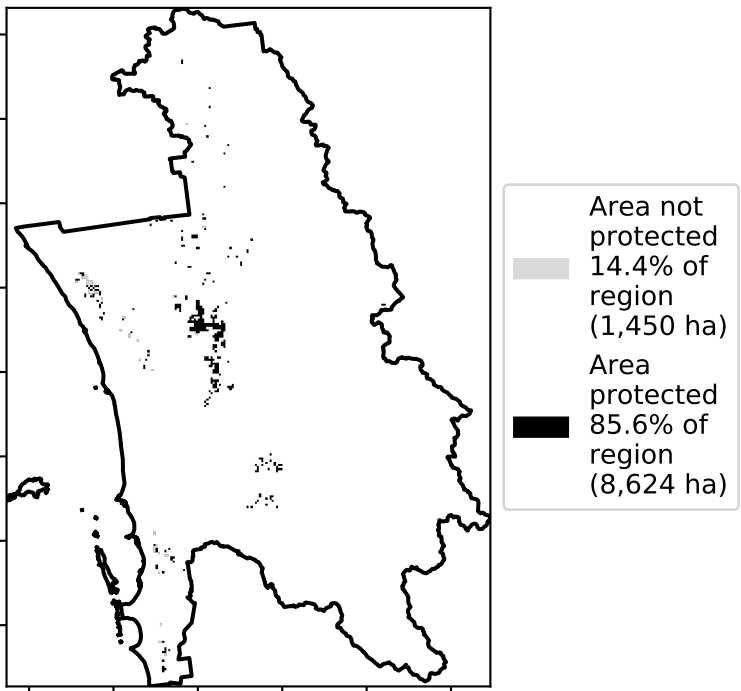 Area not
protected
14.4% of
region
(1,450 ha)
Area
protected
85.6% of
region
(8,624 ha)